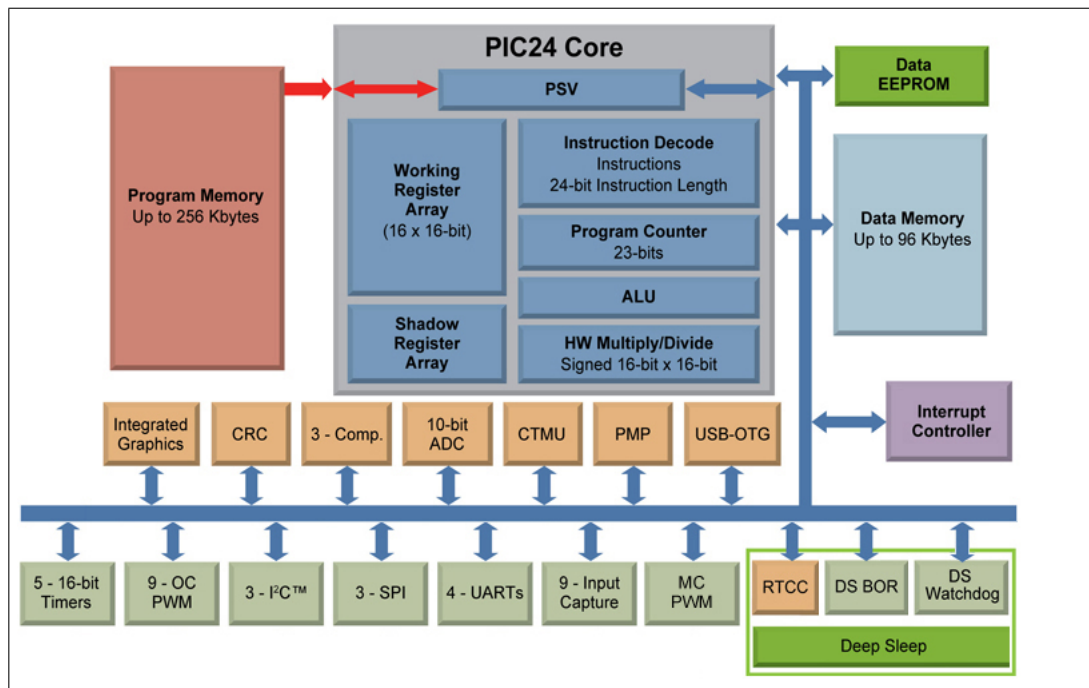 PIC24 Core
PSV
Data
EEPROM
Program Memory
Up to 256 Kbytes
Working
Register
Array
(16 x 16-bit)
Instruction Decode
Instructions
24-bit Instruction Length
Program Counter
23-bits
ALU
Shadow
Register
Array
HW Multiply/Divide
Signed 16-bit x 16-bit
Data Memory
Up to 96 Kbytes
Interrupt
Controller
Integrated
Graphics
CRC
3 - Comp.
10-bit
ADC
CTMU
PMP
USB-OTG
5 - 16-bit
Timers
9 - OC
PWM
3 - I²C™
3 - SPI
4 - UARTs
9 - Input
Capture
MC
PWM
RTCC
DS BOR
DS
Watchdog
Deep Sleep